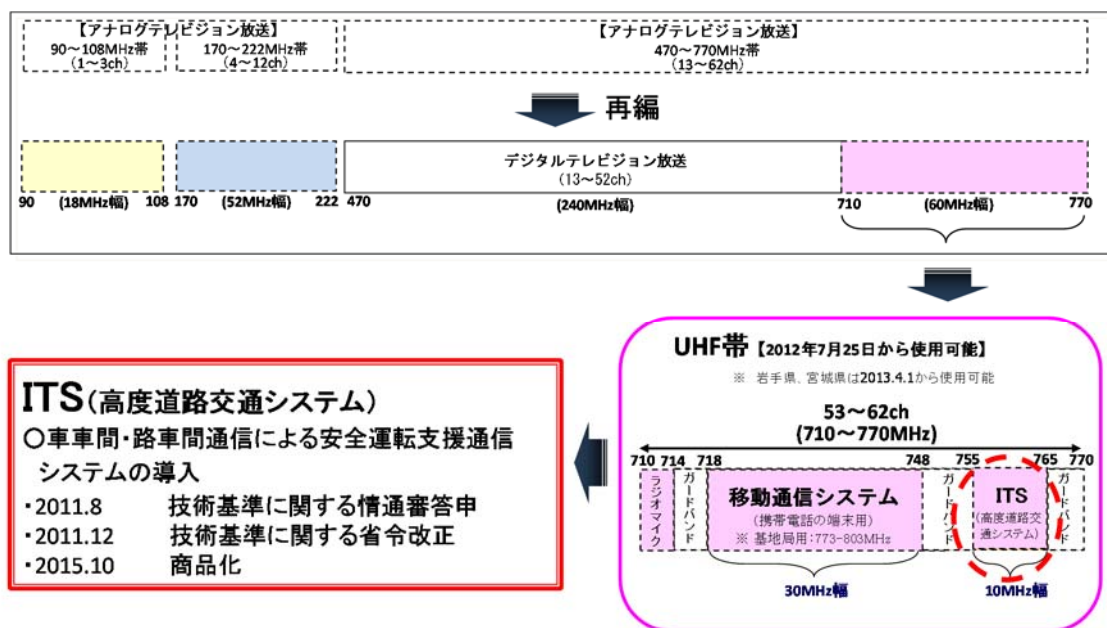 【アナログテレビジョン放送】
90～108MHz帯
(1～3ch)
170～222MHz帯
(4～12ch)
【アナログテレビジョン放送】
470～770MHz帯
(13～62ch)
再編
デジタルテレビジョン放送
(13～52ch)
90 (18MHz幅) 108 170 (52MHz幅) 222 470 (240MHz幅) 710 (60MHz幅) 770
UHF帯【2012年7月25日から使用可能】
※ 岩手県、宮城県は2013.4.1から使用可能
53～62ch
(710～770MHz)
710 714 718 748 755 765 770
ラジオマイク
ガードバンド
移動通信システム
(携帯電話の端末用)
※ 基地局用:773-803MHz
ガードバンド
ITS
(高度道路交
通システム)
ガードバンド
30MHz幅 10MHz幅
ITS(高度道路交通システム)
○車車間・路車間通信による安全運転支援通信
システムの導入
・2011.8 技術基準に関する情通審答申
・2011.12 技術基準に関する省令改正
・2015.10 商品化